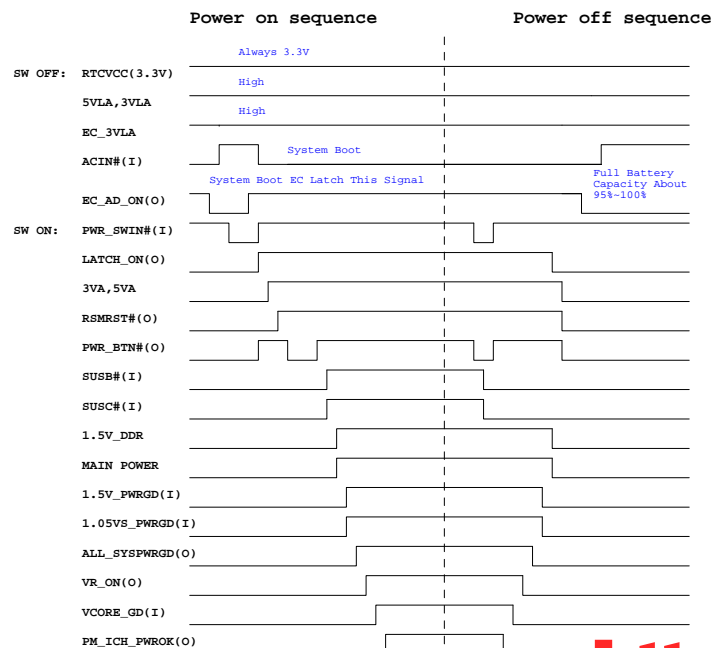 Power on sequence Power off sequence
Always 3.3V
SW OFF: RTCVCC(3.3V)
High
5VLA,3VLA
High
EC_3VLA
System Boot
ACIN#(I)
Full Battery
Capacity About
95%~100%
System Boot EC Latch This Signal
EC_AD_ON(O)
SW ON: PWR_SWIN#(I)
LATCH_ON(O)
3VA,5VA
RSMRST#(O)
PWR_BTN#(O)
SUSB#(I)
SUSC#(I)
1.5V_DDR
MAIN POWER
1.5V_PWRGD(I)
1.05VS_PWRGD(I)
ALL_SYSPWRGD(O)
VR_ON(O)
VCORE_GD(I)
PM_ICH_PWROK(O)